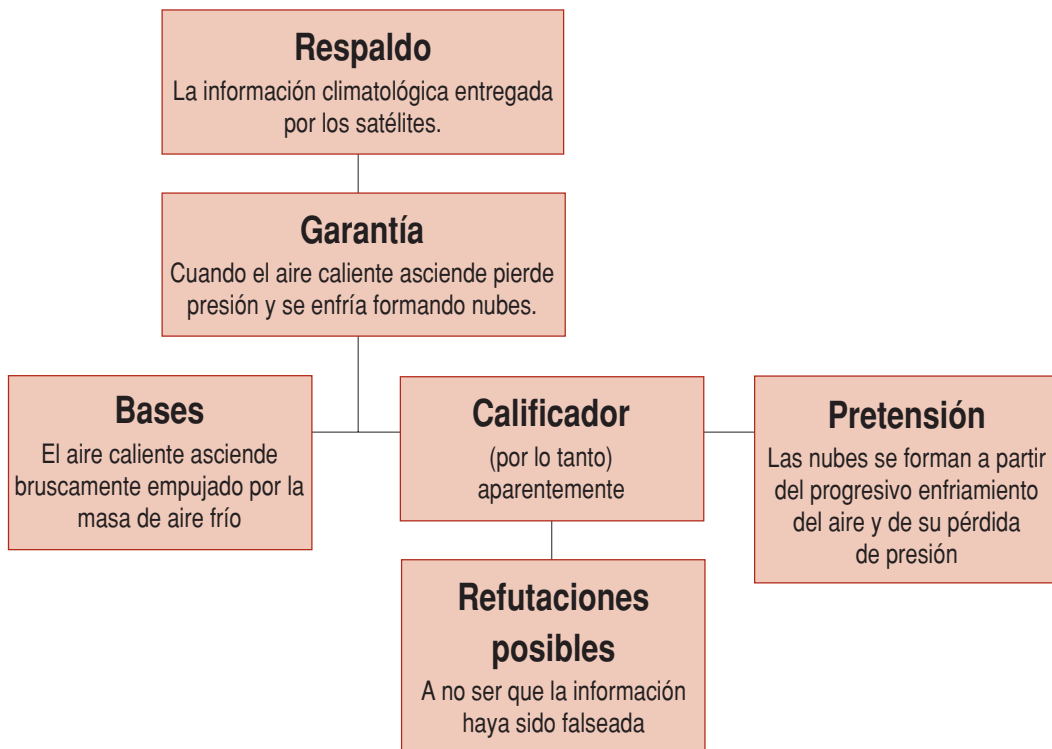 Respaldo
La información climatológica entregada
por los satélites.
Garantía
Cuando el aire caliente asciende pierde
presión y se enfría formando nubes.
Bases
El aire caliente asciende
bruscamente empujado por la
masa de aire frío
Calificador
(por lo tanto)
aparentemente
Pretensión
Las nubes se forman a partir
del progresivo enfriamiento
del aire y de su pérdida
de presión
Refutaciones
posibles
A no ser que la información
haya sido falseada